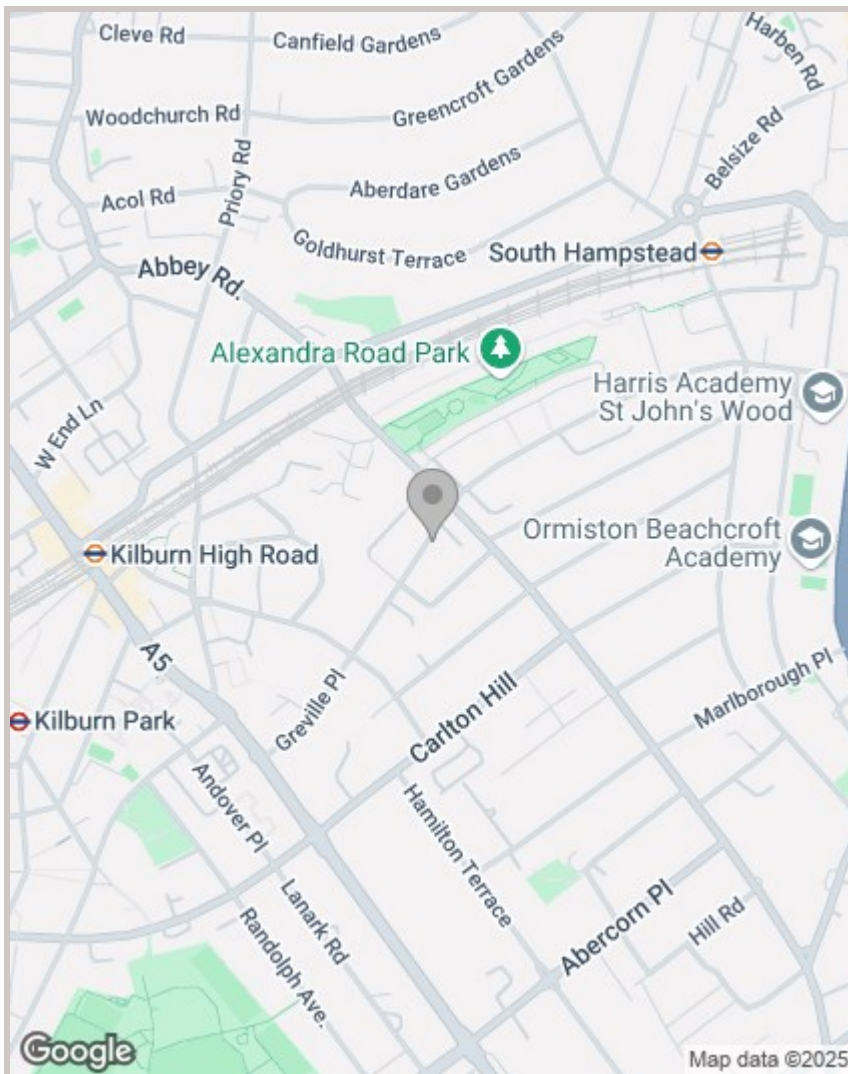 Cleve Rd
Canfield Gardens
Harben Rd
Woodchurch Rd
Greencroft Gardens
Belsize Rd
Priory Rd
Aberdare Gardens
Acol Rd
Goldhurst Terrace
South Hampstead
Abbey Rd.
Alexandra Road Park
Harris Academy
St John's Wood
W End Ln
Ormiston Beachcroft
Academy
Kilburn High Road
A5
Marlborough Pl
Kilburn Park
Greville Pl
Carlton Hill
Andover Pl
Hamilton Terrace
Lanark Rd
Abercorn Pl
Hill Rd
Randolph Ave.
Google
Map data ©2025